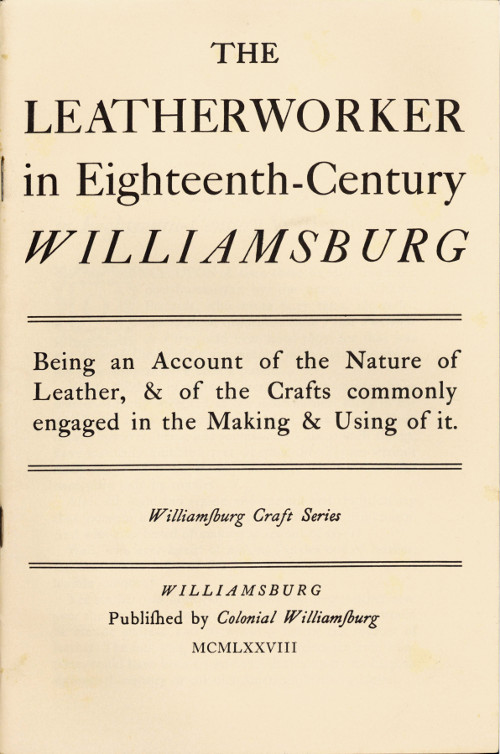 THE
LEATHERWORKER
in Eighteenth-Century
WILLIAMSBURG
Being an Account of the Nature of
Leather, & of the Crafts commonly
engaged in the Making & Using of it.
Williamſburg Craft Series
WILLIAMSBURG
Publiſhed by Colonial Williamſburg
MCMLXXVIII